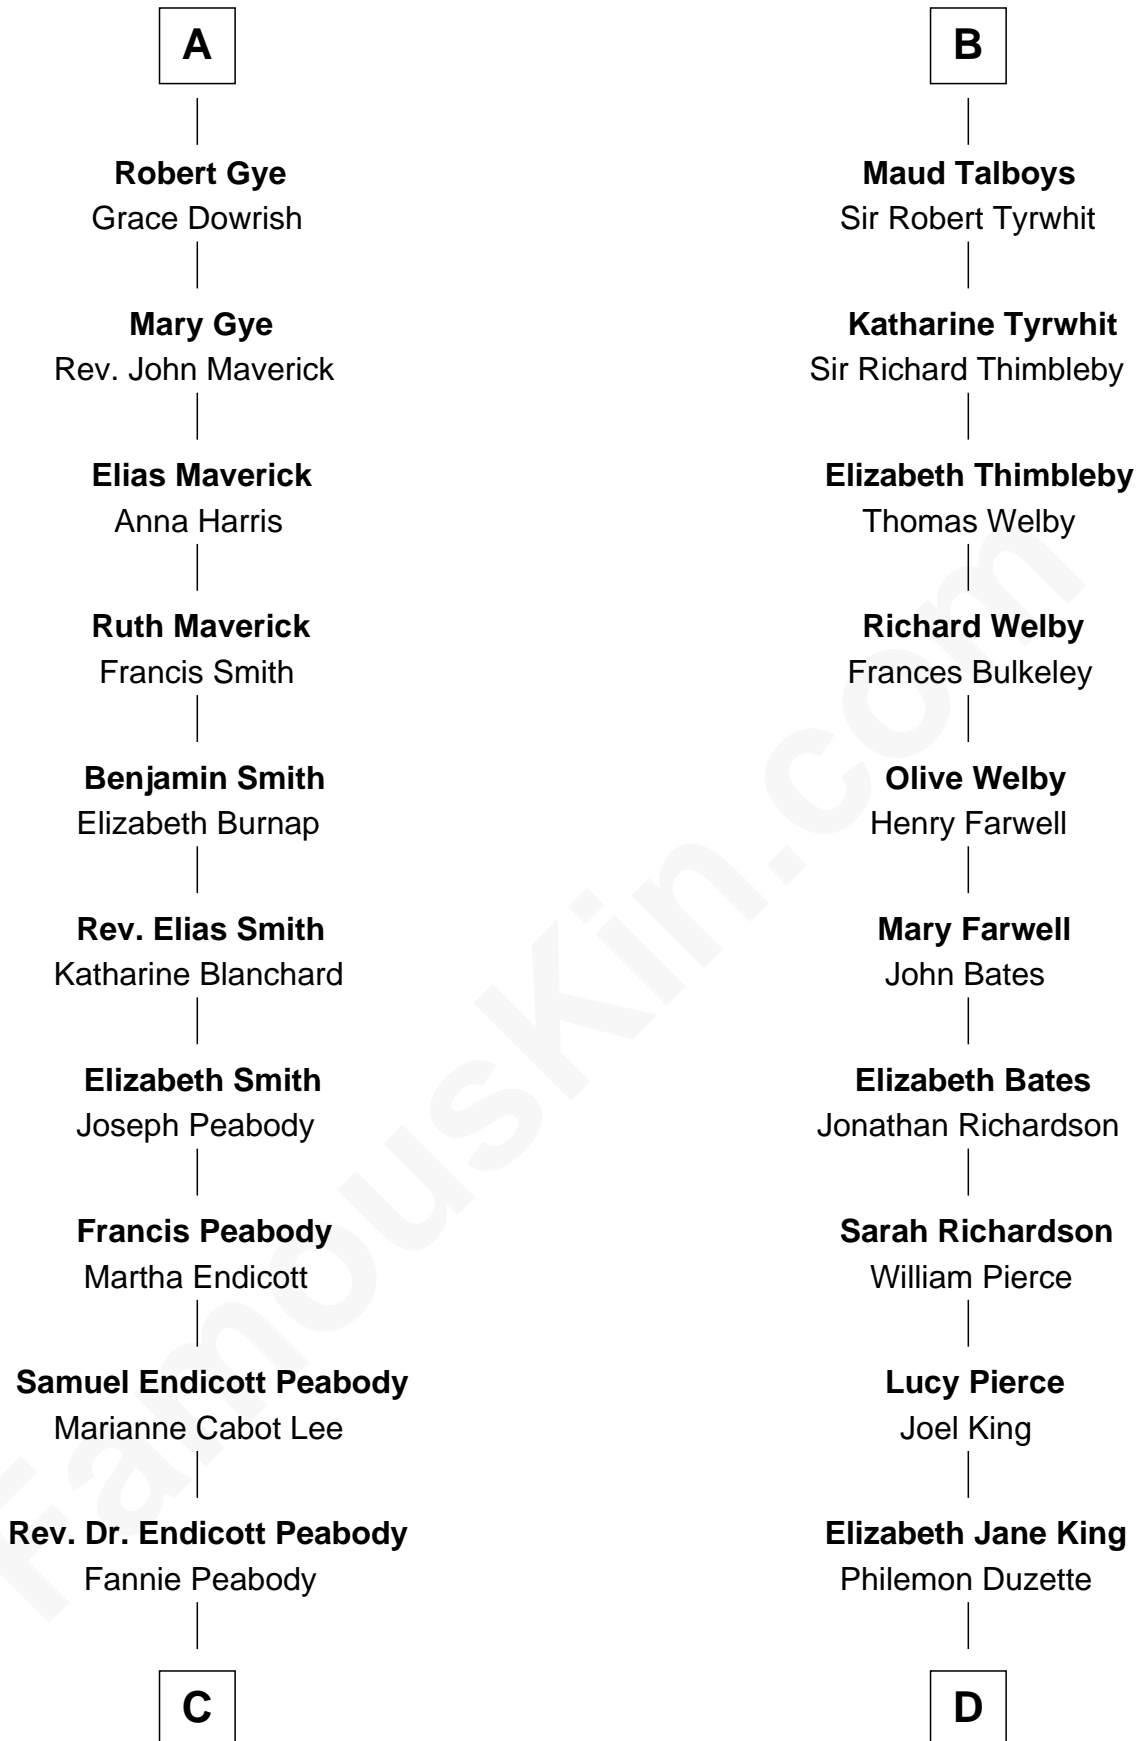 A
Robert Gye
Grace Dowrish
Mary Gye
Rev. John Maverick
Elias Maverick
Anna Harris
Ruth Maverick
Francis Smith
Benjamin Smith
Elizabeth Burnap
Rev. Elias Smith
Katharine Blanchard
Elizabeth Smith
Joseph Peabody
Francis Peabody
Martha Endicott
Samuel Endicott Peabody
Marianne Cabot Lee
Rev. Dr. Endicott Peabody
Fannie Peabody
C
B
Maud Talboys
Sir Robert Tyrwhit
Katharine Tyrwhit
Sir Richard Thimbleby
Elizabeth Thimbleby
Thomas Welby
Richard Welby
Frances Bulkeley
Olive Welby
Henry Farwell
Mary Farwell
John Bates
Elizabeth Bates
Jonathan Richardson
Sarah Richardson
William Pierce
Lucy Pierce
Joel King
Elizabeth Jane King
Philemon Duzette
D
FamousKin.com